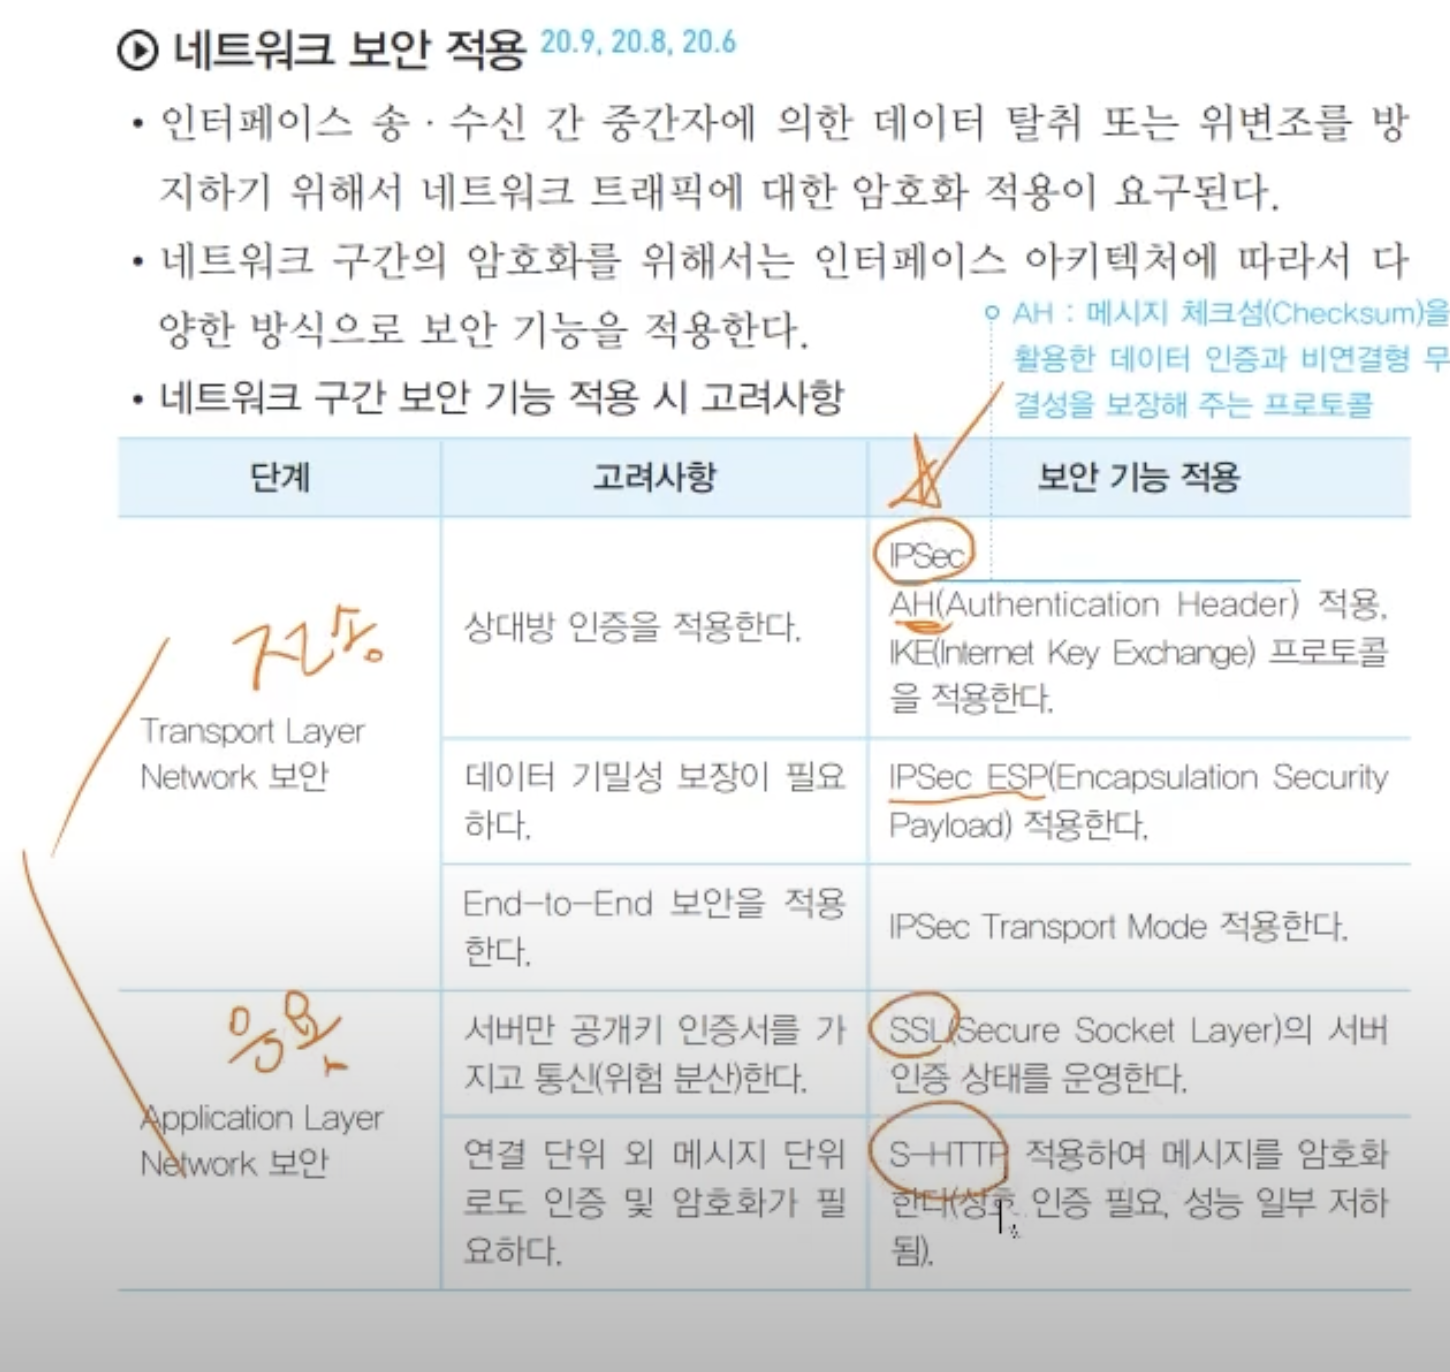 네트워크 보안 적용 20.9, 20.8, 20.6
• 인터페이스 송 · 수신 간 중간자에 의한 데이터 탈취 또는 위변조를 방
지하기 위해서 네트워크 트래픽에 대한 암호화 적용이 요구된다.
• 네트워크 구간의 암호화를 위해서는 인터페이스 아키텍처에 따라서 다
양한 방식으로 보안 기능을 적용한다.
AH : 메시지 체크섬(Checksum)을
활용한 데이터 인증과 비연결형 무
결성을 보장해 주는 프로토콜
• 네트워크 구간 보안 기능 적용 시 고려사항
단계 고려사항 보안 기능 적용
전송
Transport Layer
Network 보안
상대방 인증을 적용한다.
IPSec
AH(Authentication Header) 적용,
IKE(Internet Key Exchange) 프로토콜
을 적용한다.
데이터 기밀성 보장이 필요
하다.
IPSec ESP(Encapsulation Security
Payload) 적용한다.
End-to-End 보안을 적용
한다.
IPSec Transport Mode 적용한다.
응용
Application Layer
Network 보안
서버만 공개키 인증서를 가
지고 통신(위험 분산)한다.
SSL(Secure Socket Layer)의 서버
인증 상태를 운영한다.
연결 단위 외 메시지 단위
로도 인증 및 암호화가 필
요하다.
S-HTTP 적용하여 메시지를 암호화
한다(상호 인증 필요, 성능 일부 저하
됨).